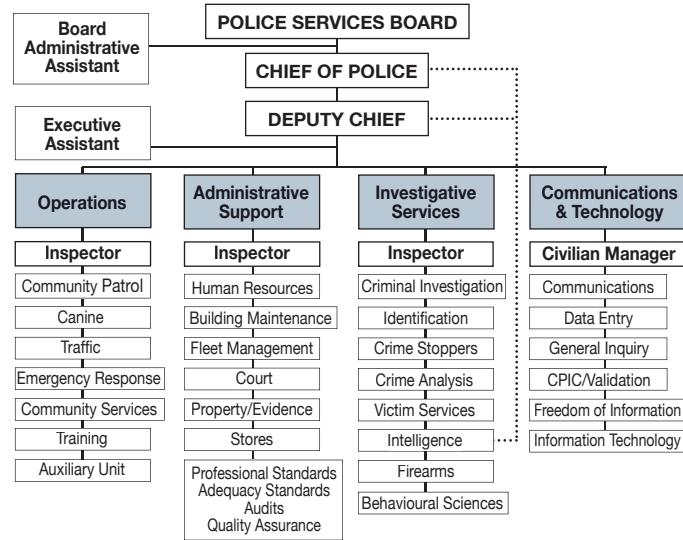 POLICE SERVICES BOARD
Board
Administrative
Assistant
CHIEF OF POLICE
DEPUTY CHIEF
Executive
Assistant
Operations
Inspector
Community Patrol
Canine
Traffic
Emergency Response
Community Services
Training
Auxiliary Unit
Administrative
Support
Inspector
Human Resources
Building Maintenance
Fleet Management
Court
Property/Evidence
Stores
Professional Standards
Adequacy Standards
Audits
Quality Assurance
Investigative
Services
Inspector
Criminal Investigation
Identification
Crime Stoppers
Crime Analysis
Victim Services
Intelligence
Firearms
Behavioural Sciences
Communications
& Technology
Civilian Manager
Communications
Data Entry
General Inquiry
CPIC/Validation
Freedom of Information
Information Technology